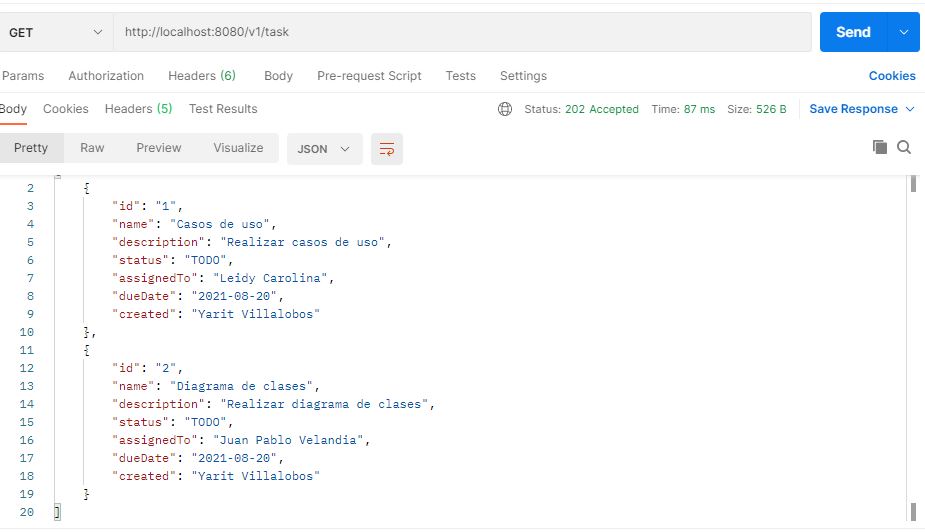 GET http://localhost:8080/v1/task Send
Params Authorization Headers (6) Body Pre-request Script Tests Settings Cookies
Body Cookies Headers (5) Test Results Status: 202 Accepted Time: 87 ms Size: 526 B Save Response
Pretty Raw Preview Visualize JSON
2 {
3 "id": "1",
4 "name": "Casos de uso",
5 "description": "Realizar casos de uso",
6 "status": "TODO",
7 "assignedTo": "Leidy Carolina",
8 "dueDate": "2021-08-20",
9 "created": "Yarit Villalobos"
10 },
11 {
12 "id": "2",
13 "name": "Diagrama de clases",
14 "description": "Realizar diagrama de clases",
15 "status": "TODO",
16 "assignedTo": "Juan Pablo Velandia",
17 "dueDate": "2021-08-20",
18 "created": "Yarit Villalobos"
19 }
20 ]